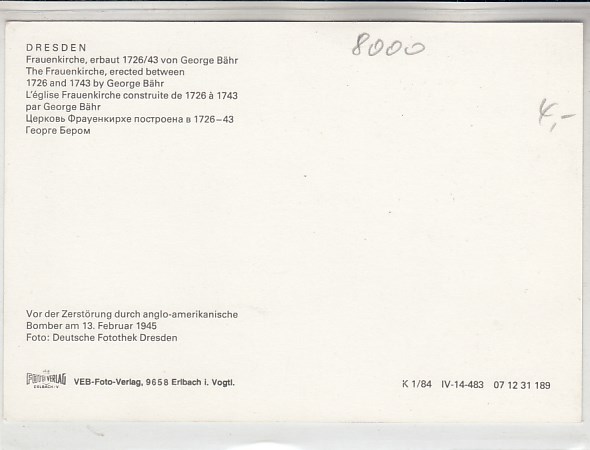 DRESDEN
Frauenkirche, erbaut 1726/43 von George Bähr
The Frauenkirche, erected between
1726 and 1743 by George Bähr
L'église Frauenkirche construite de 1726 à 1743
par George Bähr
Церковь Фрауенкирхе построена в 1726–43
Георге Бером
8000
4,-
Vor der Zerstörung durch anglo-amerikanische
Bomber am 13. Februar 1945
Foto: Deutsche Fotothek Dresden
FOTO VERLAG
ERLBACH·V
VEB-Foto-Verlag, 9658 Erlbach i. Vogtl.
K 1/84 IV-14-483 07 12 31 189